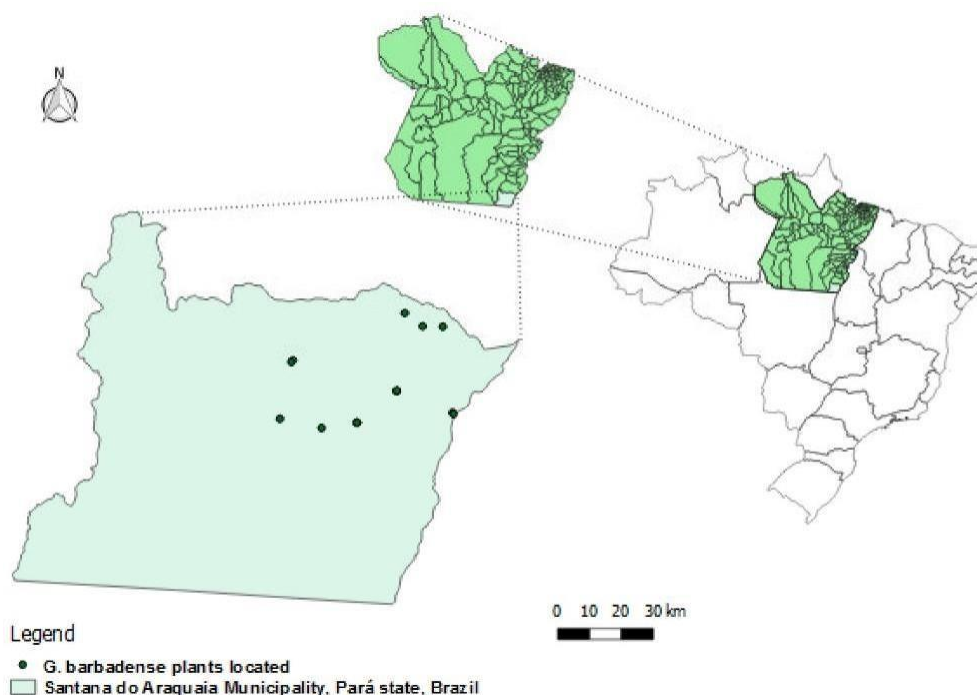 N
0 10 20 30 km
Legend
G. barbadense plants located
Santana do Araguaia Municipality, Pará state, Brazil